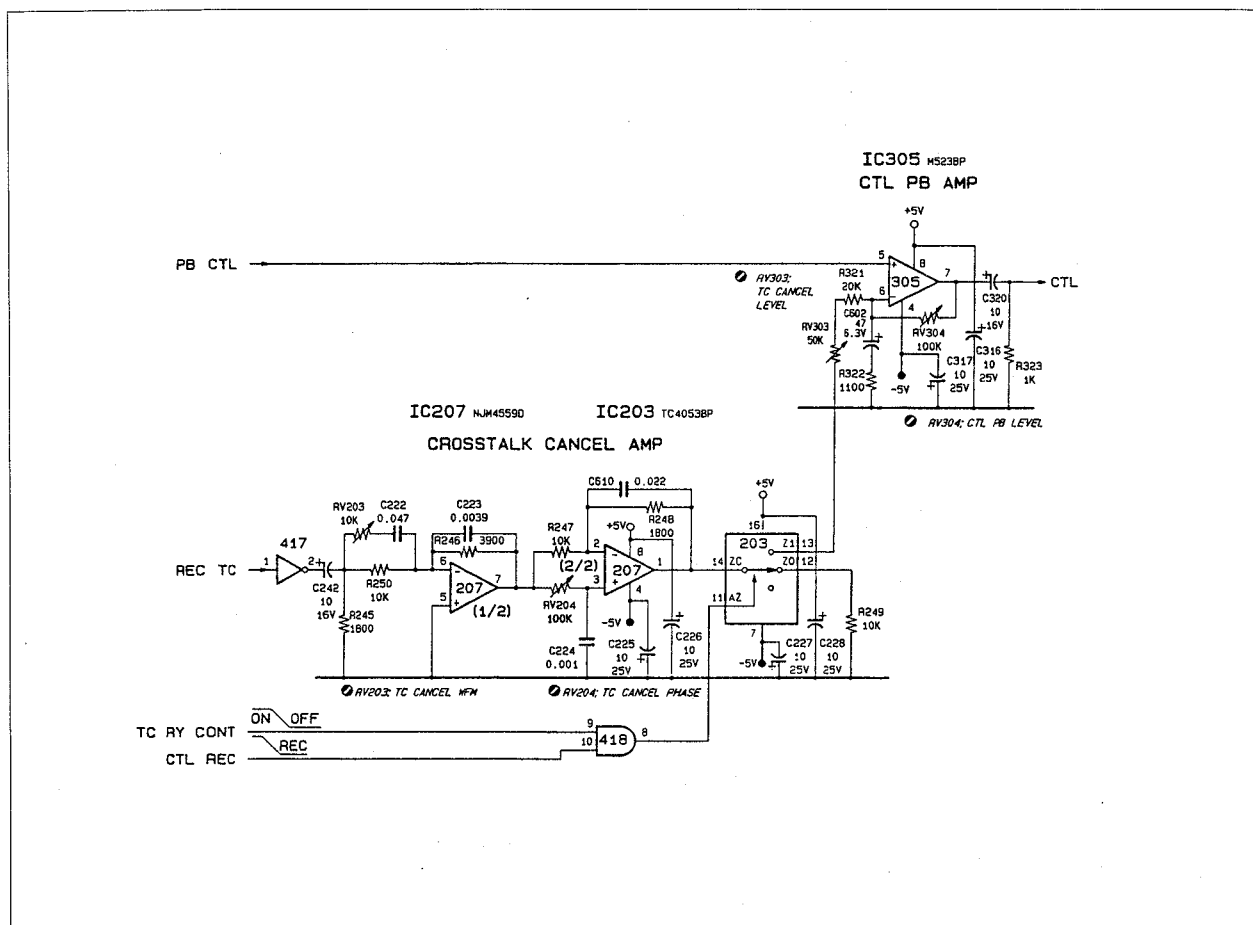 IC305 M5238P
CTL PB AMP
+5V
PB CTL
5
+
8
7
305
6
-
4
CTL
RV303;
TC CANCEL
LEVEL
R321
20K
C602
47
6.3V
RV303
50K
RV304
100K
C320
10
16V
R322
1100
-5V
C317
10
25V
C316
10
25V
R323
1K
RV304; CTL PB LEVEL
IC207 NJM4559D
IC203 TC4053BP
CROSSTALK CANCEL AMP
C610 0.022
RV203
10K
C222
0.047
C223
0.0039
R246 3900
R247
10K
R248
1800
+5V
+5V
16
203
Z1 13
417
REC TC
1
2
C242
10
16V
R250
10K
R245
1800
6
-
7
207
5
+
(1/2)
2
-
(2/2)
8
207
1
3
+
4
RV204
100K
-5V
C224
0.001
C225
10
25V
C226
10
25V
14 ZC
Z0 12
11 AZ
7
-5V
C227
10
25V
C228
10
25V
R249
10K
RV203; TC CANCEL WFM
RV204; TC CANCEL PHASE
ON OFF
TC RY CONT
9
10
418
8
REC
CTL REC